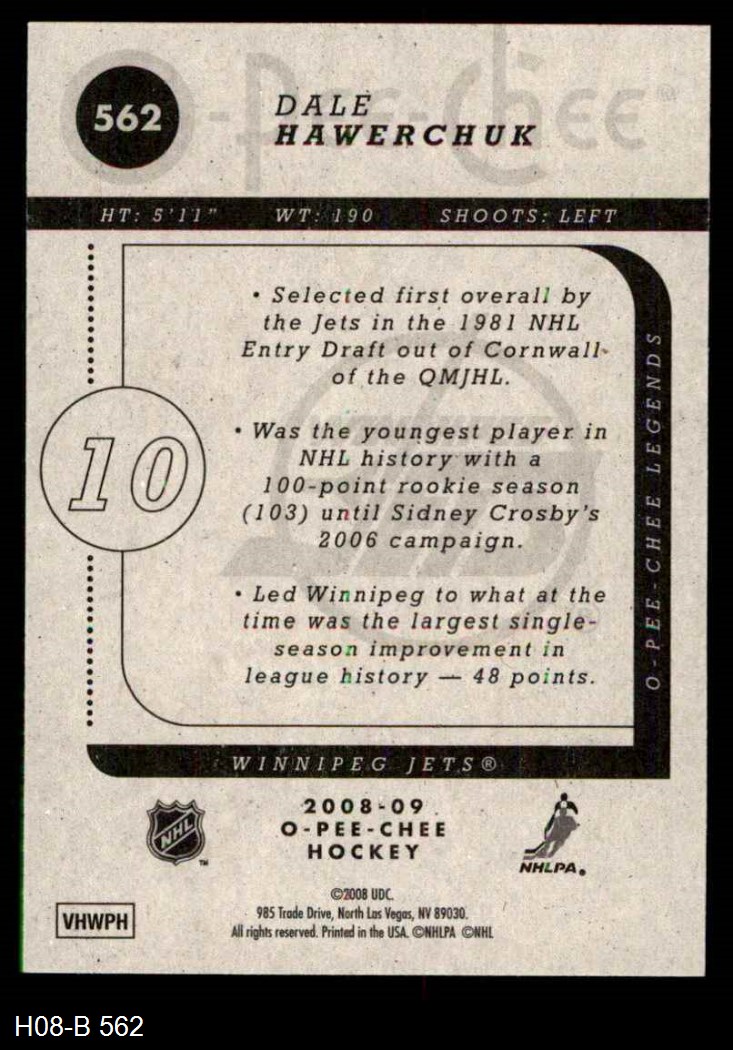 562
O-Pee-Chee®
DALE
HAWERCHUK
HT: 5'11" WT: 190 SHOOTS: LEFT
• Selected first overall by
the Jets in the 1981 NHL
Entry Draft out of Cornwall
of the QMJHL.
• Was the youngest player in
NHL history with a
100-point rookie season
(103) until Sidney Crosby's
2006 campaign.
• Led Winnipeg to what at the
time was the largest single-
season improvement in
league history — 48 points.
10
O-PEE-CHEE LEGENDS
WINNIPEG JETS®
NHL
TM
2008-09
O-PEE-CHEE
HOCKEY
NHLPA®
©2008 UDC.
985 Trade Drive, North Las Vegas, NV 89030.
All rights reserved. Printed in the USA. ©NHLPA ©NHL
VHWPH
H08-B 562